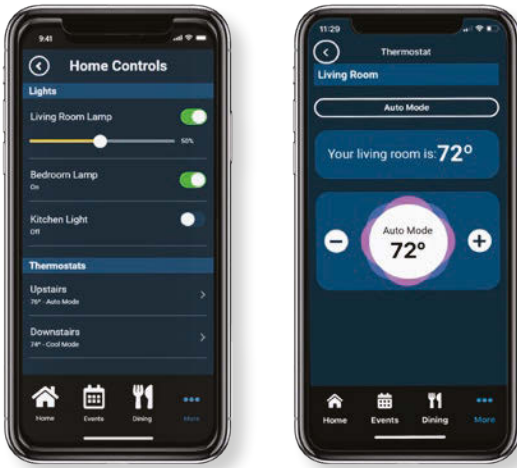 9:41
Home Controls
Lights
Living Room Lamp
50%
Bedroom Lamp
On
Kitchen Light
Off
Thermostats
Upstairs
76° - Auto Mode
Downstairs
74° - Cool Mode
Home Events Dining More
11:29
Thermostat
Living Room
Auto Mode
Your living room is:72°
Auto Mode
72°
Home Events Dining More